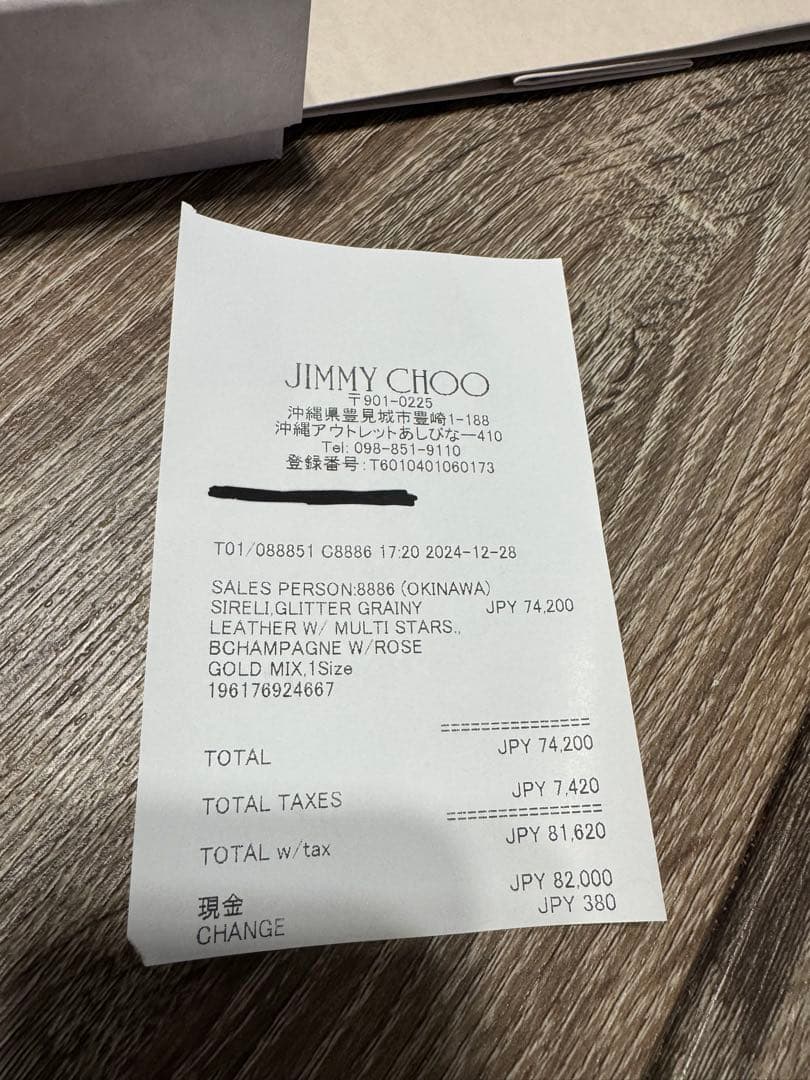 JIMMY CHOO
〒901-0225
沖縄県豊見城市豊崎1-188
沖縄アウトレットあしびなー410
Tel: 098-851-9110
登録番号:T6010401060173
T01/088851 C8886 17:20 2024-12-28
SALES PERSON:8886 (OKINAWA)
SIRELI,GLITTER GRAINY JPY 74,200
LEATHER W/ MULTI STARS.,
BCHAMPAGNE W/ROSE
GOLD MIX,1Size
196176924667
===============
TOTAL JPY 74,200
TOTAL TAXES JPY 7,420
===============
TOTAL w/tax JPY 81,620
現金 JPY 82,000
CHANGE JPY 380